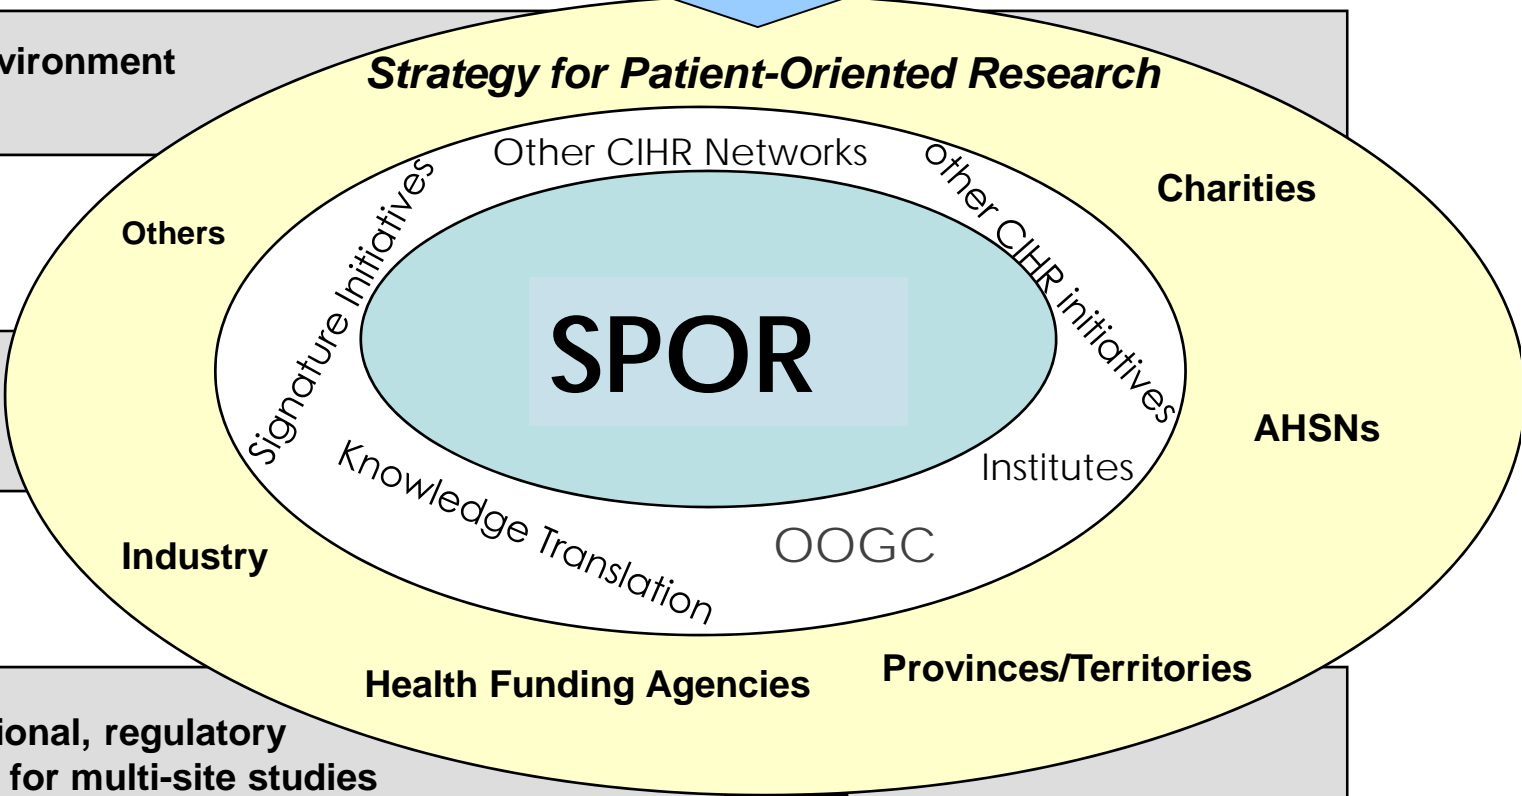 vironment
Strategy for Patient-Oriented Research
Other CIHR Networks
other CIHR initiatives
Charities
Others
Signature Initiatives
SPOR
AHSNs
Knowledge Translation
Institutes
OOGC
Industry
Health Funding Agencies
Provinces/Territories
ional, regulatory
for multi-site studies